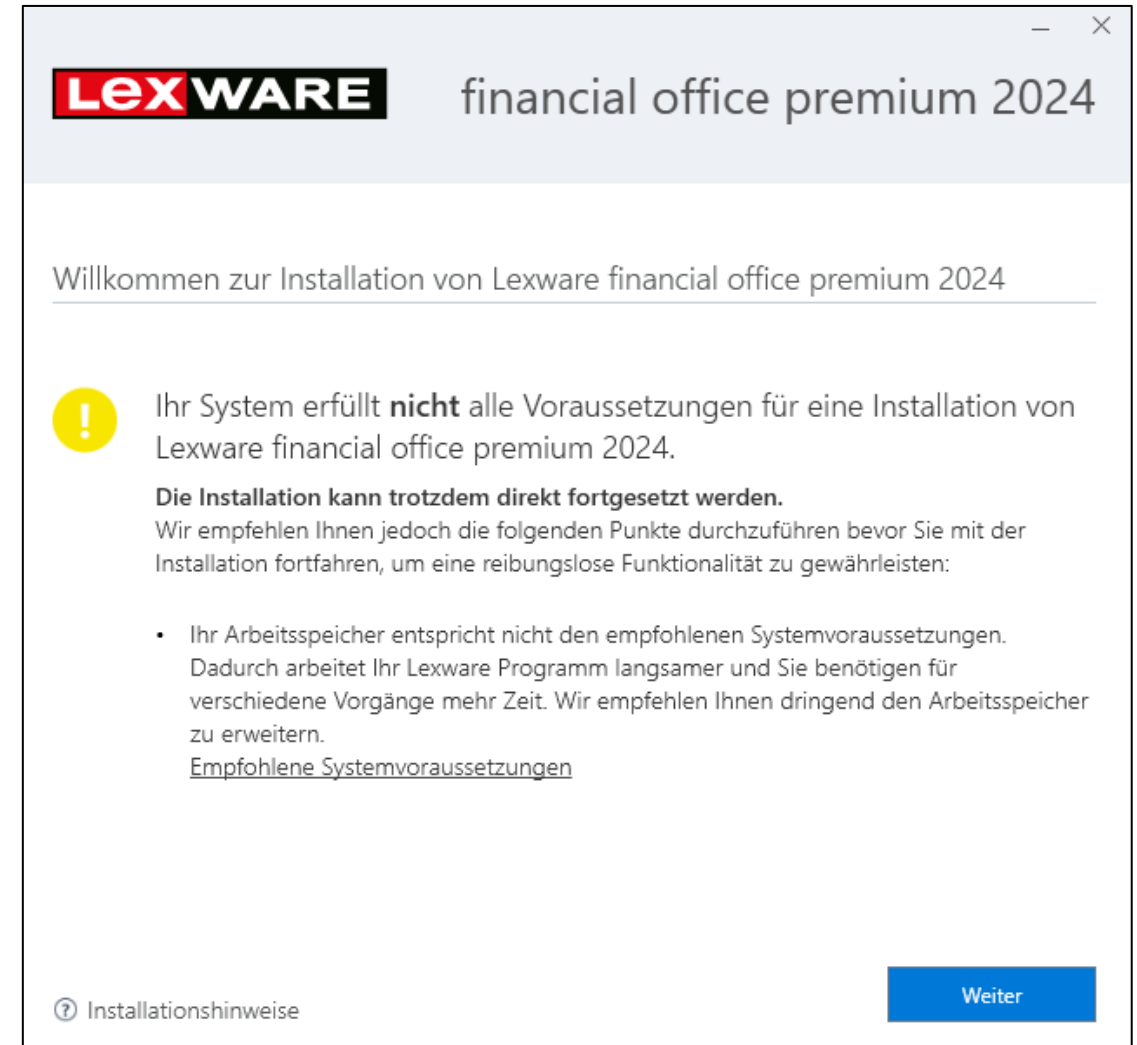 LEXWARE financial office premium 2024
Willkommen zur Installation von Lexware financial office premium 2024
Ihr System erfüllt nicht alle Voraussetzungen für eine Installation von
Lexware financial office premium 2024.
Die Installation kann trotzdem direkt fortgesetzt werden.
Wir empfehlen Ihnen jedoch die folgenden Punkte durchzuführen bevor Sie mit der
Installation fortfahren, um eine reibungslose Funktionalität zu gewährleisten:
• Ihr Arbeitsspeicher entspricht nicht den empfohlenen Systemvoraussetzungen.
Dadurch arbeitet Ihr Lexware Programm langsamer und Sie benötigen für
verschiedene Vorgänge mehr Zeit. Wir empfehlen Ihnen dringend den Arbeitsspeicher
zu erweitern.
Empfohlene Systemvoraussetzungen
Installationshinweise
Weiter